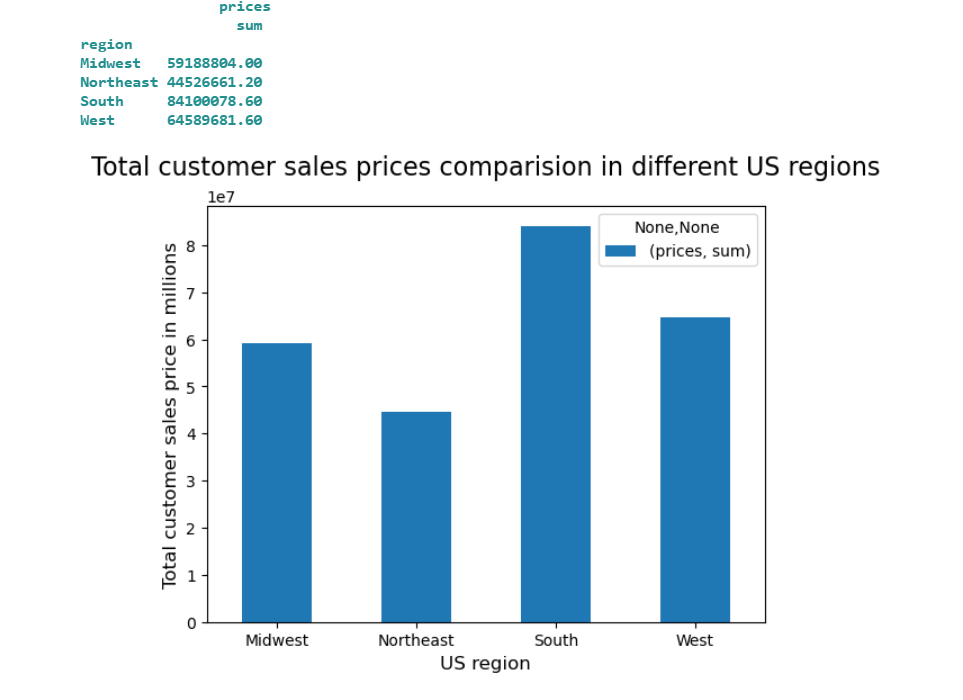 prices
sum
region
Midwest 59188804.00
Northeast 44526661.20
South 84100078.60
West 64589681.60
Total customer sales prices comparision in different US regions
1e7
None,None
(prices, sum)
Total customer sales price in millions
8
7
6
5
4
3
2
1
0
Midwest Northeast South West
US region